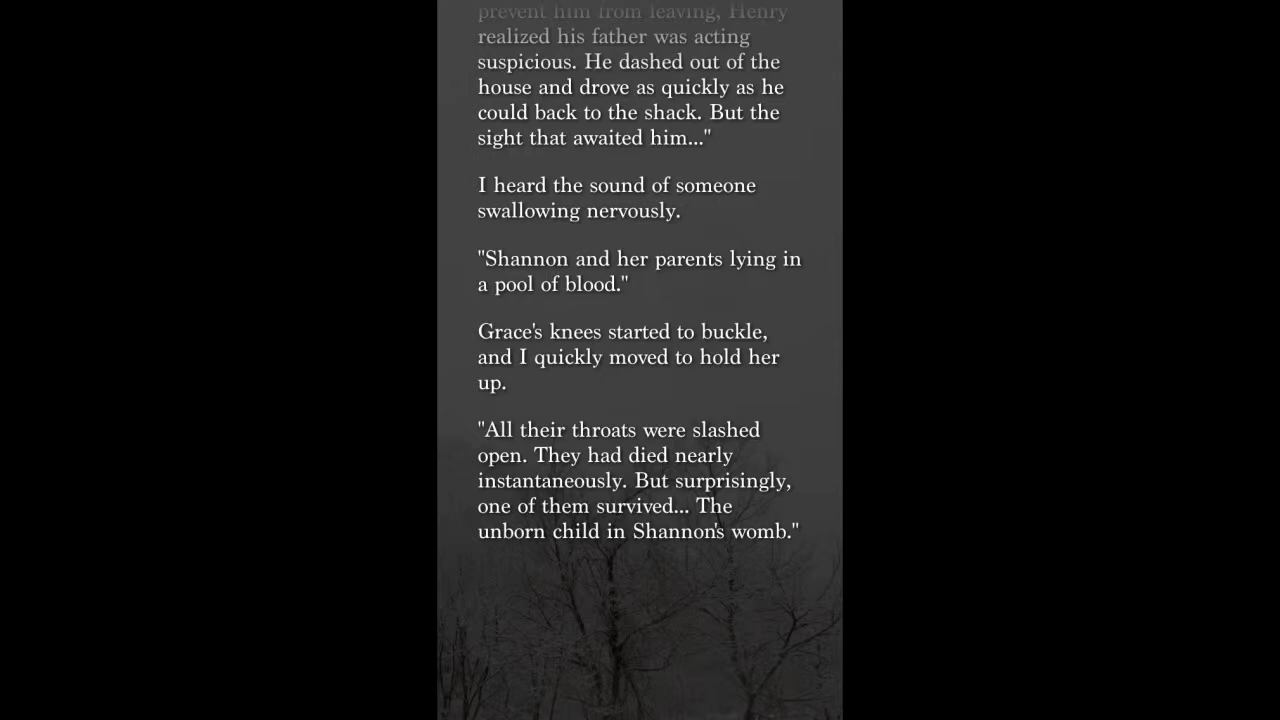 prevent him from leaving, Henry
realized his father was acting
suspicious. He dashed out of the
house and drove as quickly as he
could back to the shack. But the
sight that awaited him..."
I heard the sound of someone
swallowing nervously.
"Shannon and her parents lying in
a pool of blood."
Grace's knees started to buckle,
and I quickly moved to hold her
up.
"All their throats were slashed
open. They had died nearly
instantaneously. But surprisingly,
one of them survived... The
unborn child in Shannon's womb."